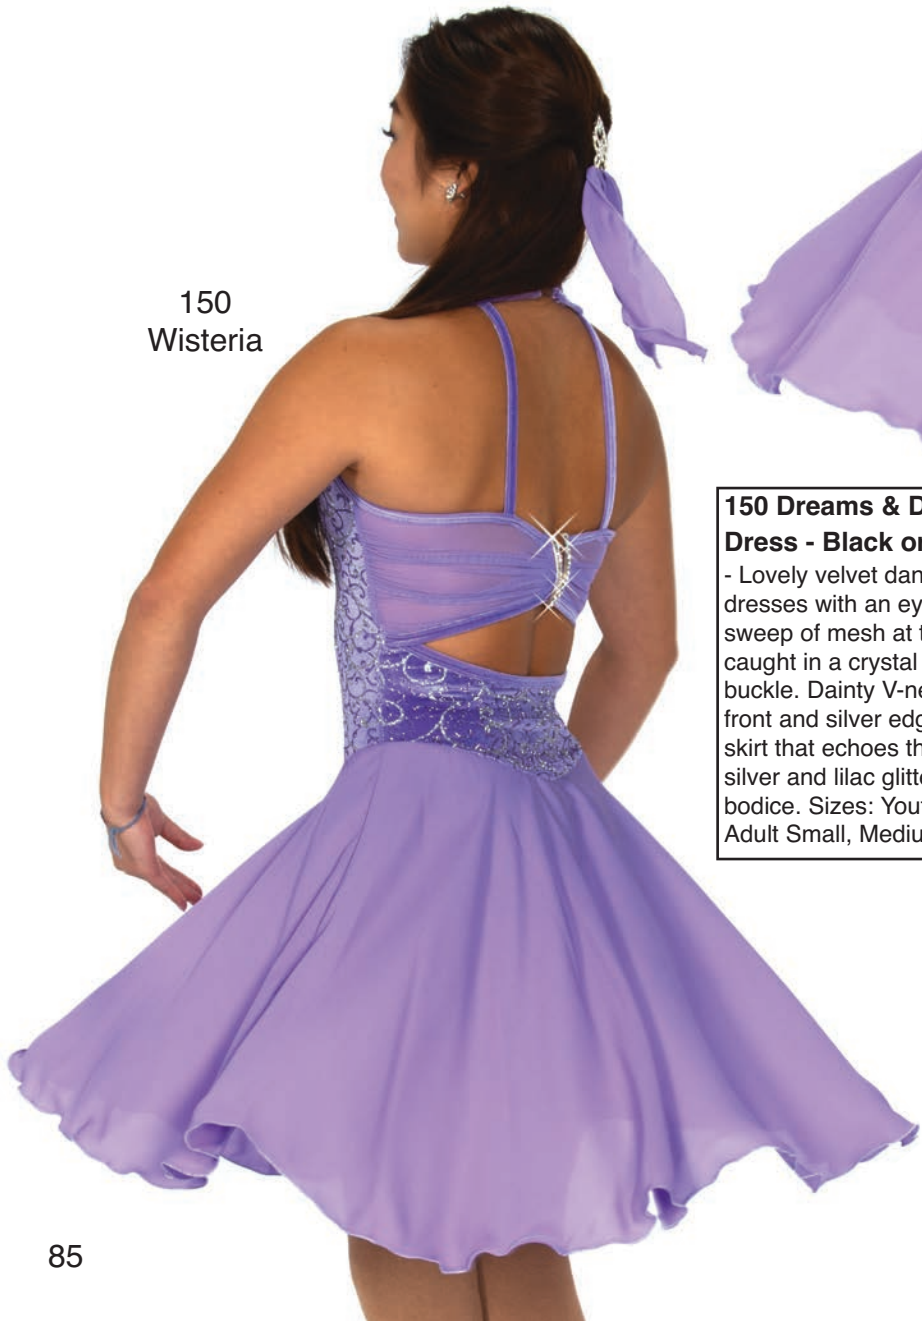 150
Wisteria
150 Dreams & D
Dress - Black or
- Lovely velvet dan
dresses with an ey
sweep of mesh at t
caught in a crystal
buckle. Dainty V-ne
front and silver edg
skirt that echoes th
silver and lilac glitt
bodice. Sizes: You
Adult Small, Mediu
85